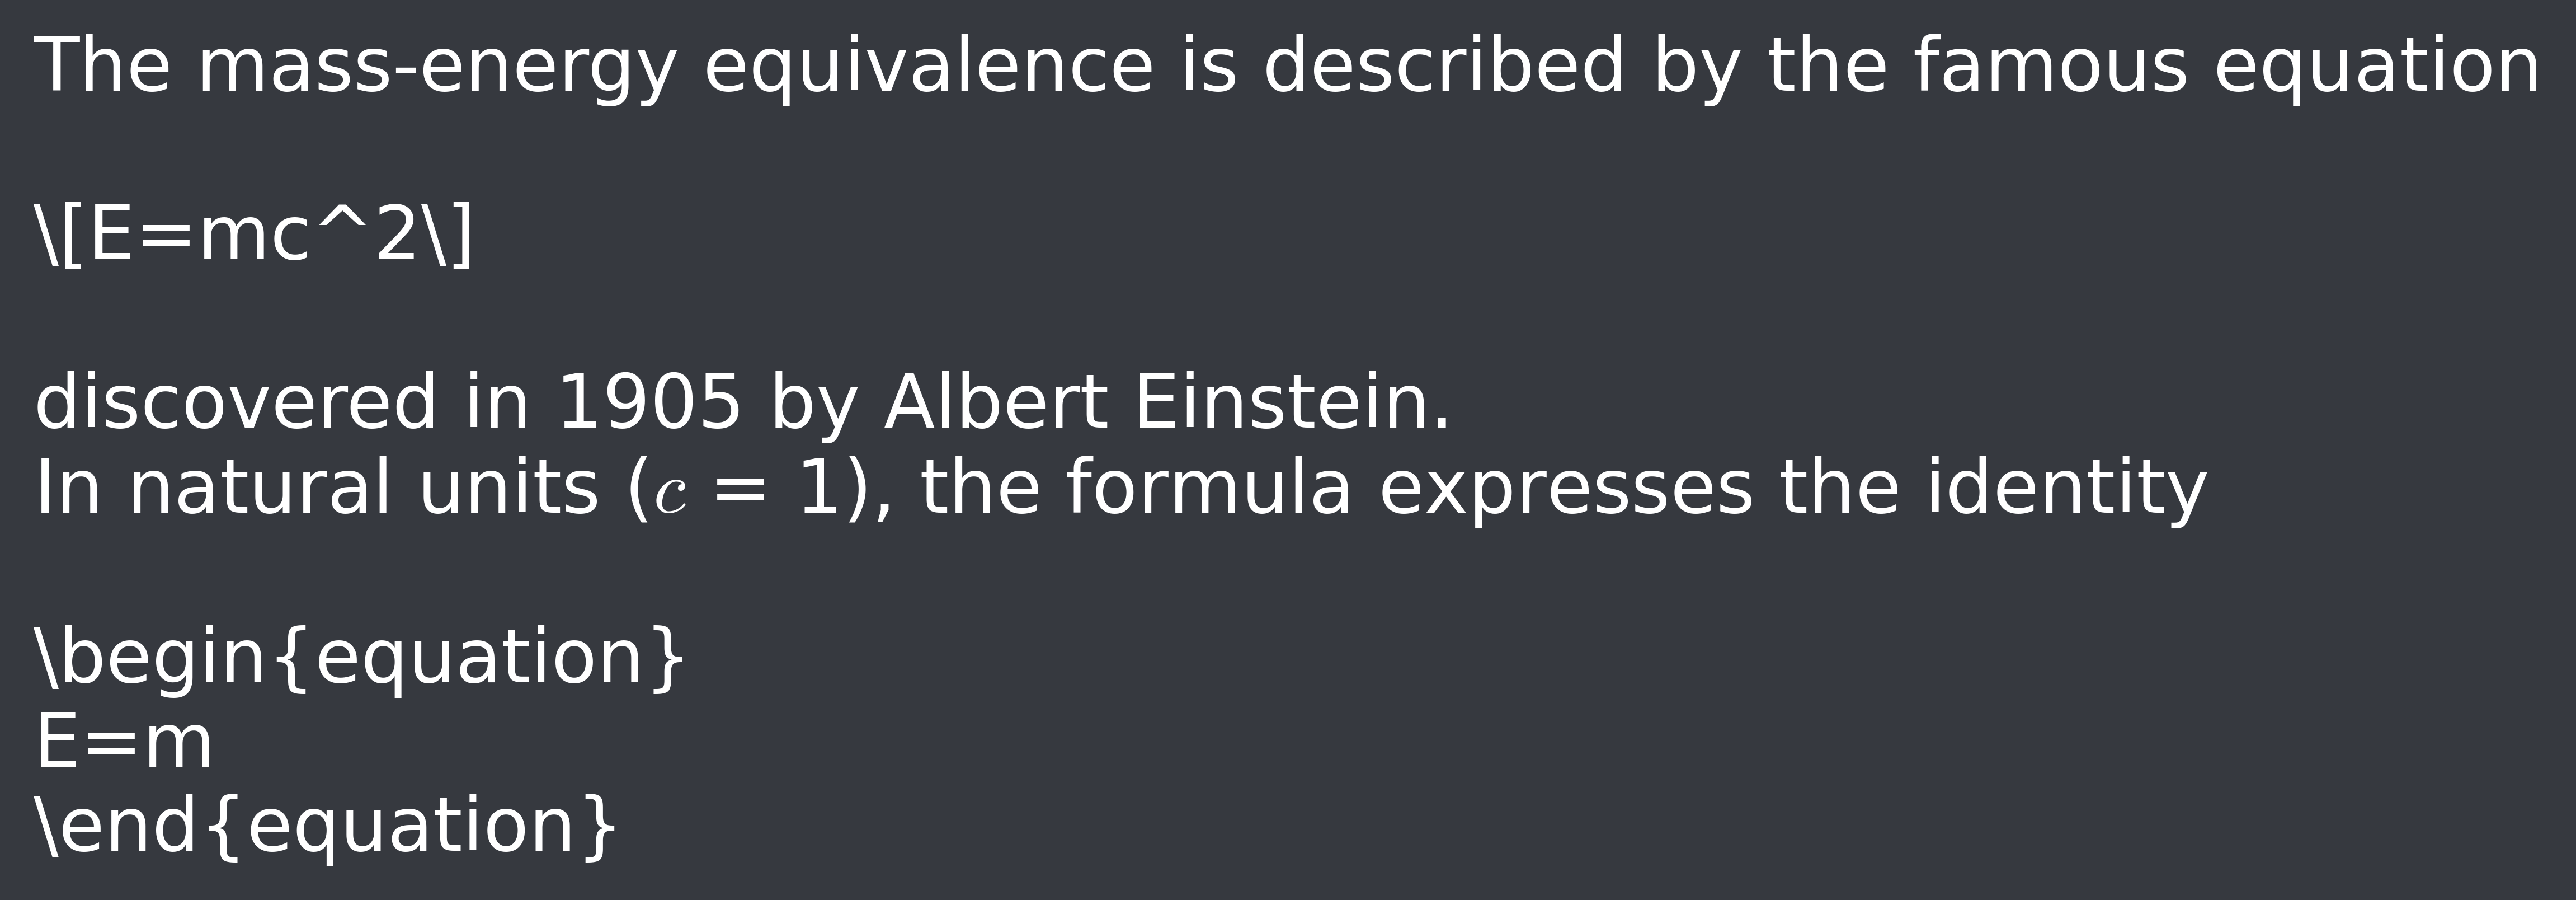 The mass-energy equivalence is described by the famous equation
\[E=mc^2\]
discovered in 1905 by Albert Einstein.
In natural units (𝑐 = 1), the formula expresses the identity
\begin{equation}
E=m
\end{equation}